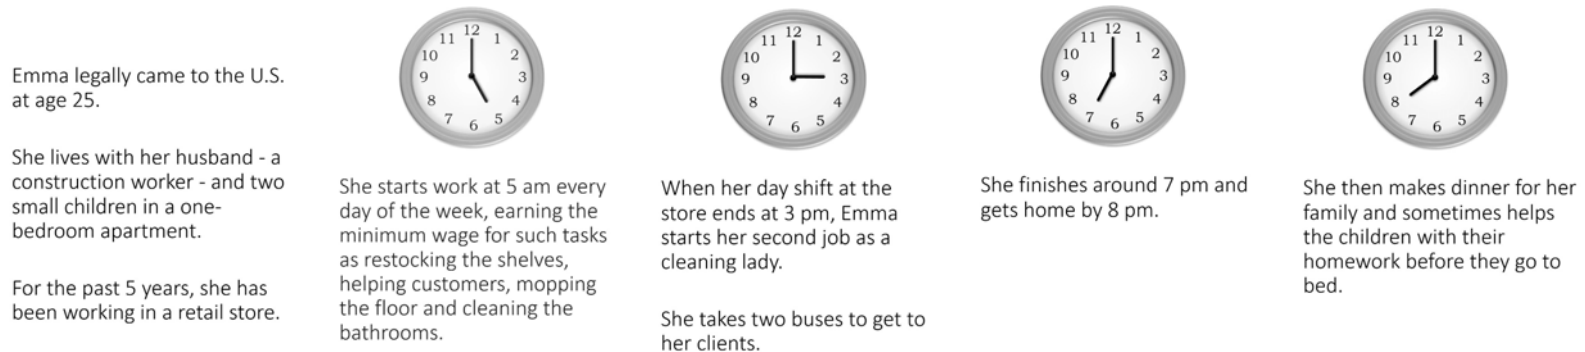 Emma legally came to the U.S.
at age 25.
She lives with her husband - a
construction worker - and two
small children in a one-
bedroom apartment.
For the past 5 years, she has
been working in a retail store.
12
1
2
3
4
5
6
7
8
9
10
11
She starts work at 5 am every
day of the week, earning the
minimum wage for such tasks
as restocking the shelves,
helping customers, mopping
the floor and cleaning the
bathrooms.
12
1
2
3
4
5
6
7
8
9
10
11
When her day shift at the
store ends at 3 pm, Emma
starts her second job as a
cleaning lady.
She takes two buses to get to
her clients.
12
1
2
3
4
5
6
7
8
9
10
11
She finishes around 7 pm and
gets home by 8 pm.
12
1
2
3
4
5
6
7
8
9
10
11
She then makes dinner for her
family and sometimes helps
the children with their
homework before they go to
bed.